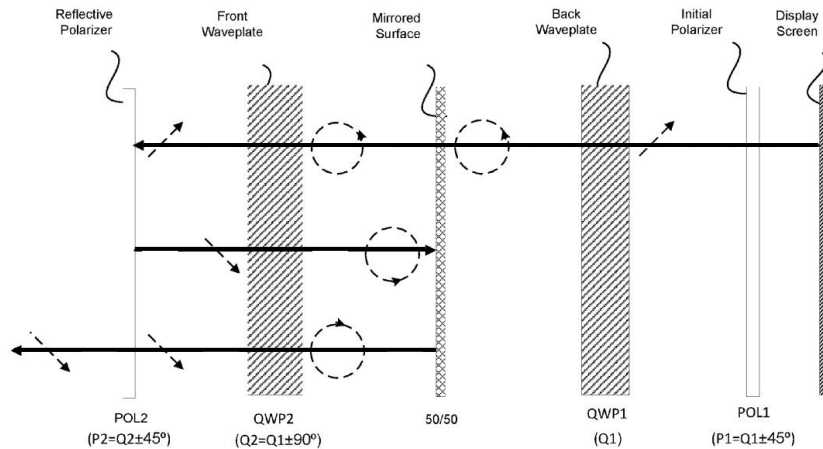 Reflective
Polarizer
Front
Waveplate
Mirrored
Surface
Back
Waveplate
Initial
Polarizer
Display
Screen
POL2
(P2=Q2±45º)
QWP2
(Q2=Q1±90º)
50/50
QWP1
(Q1)
POL1
(P1=Q1±45º)